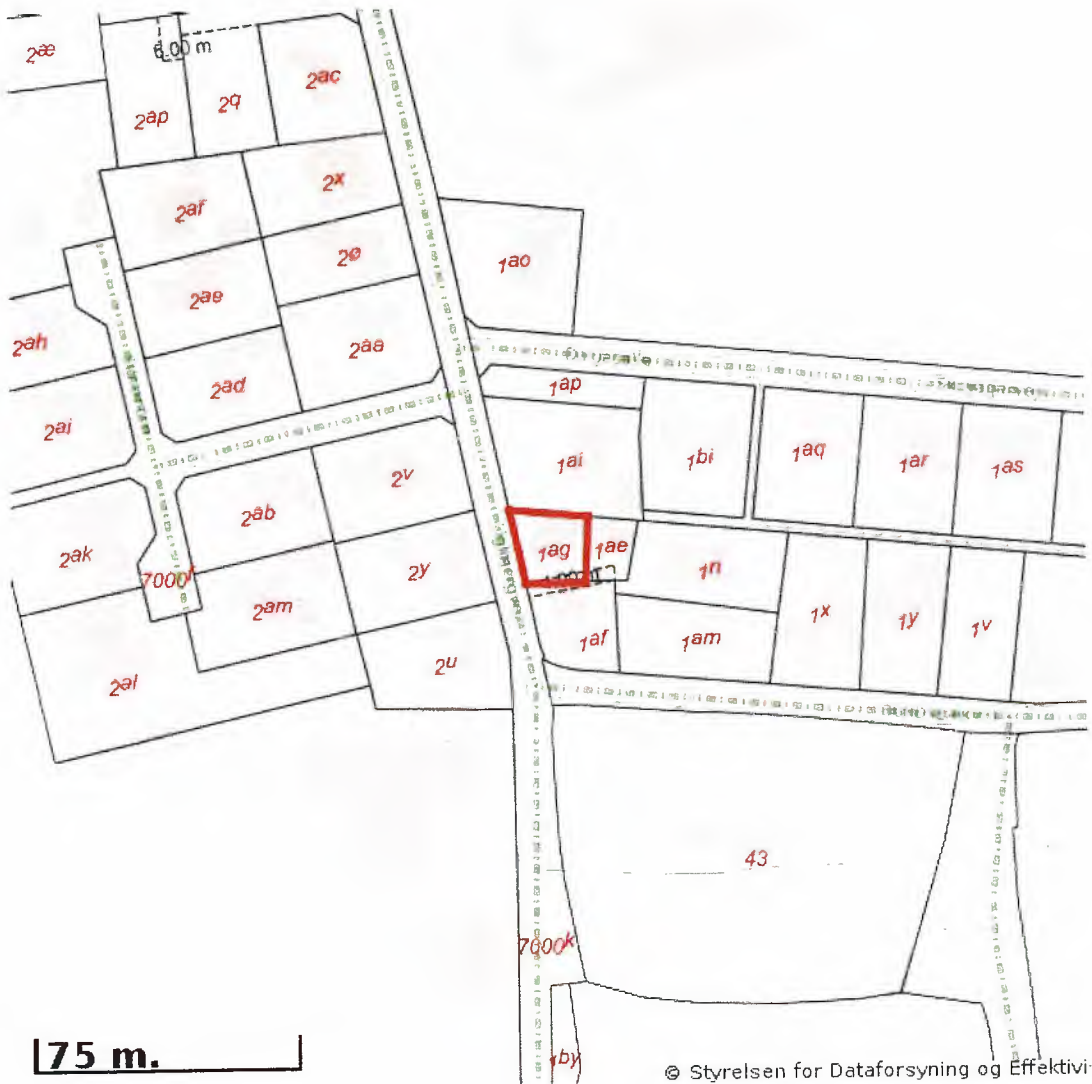 2æ
6.00 m
2ac
2ap
2q
2x
2af
2ø
2ae
1ao
2ah
2aa
2ad
1ap
2ai
1ai
1bi
1aq
1ar
1as
2v
2ab
2ak
1ag
1ae
7000f
2y
1n
2am
1x
1y
1v
1af
1am
2u
2al
43
7000k
75 m.
1by
© Styrelsen for Dataforsyning og Effektivi